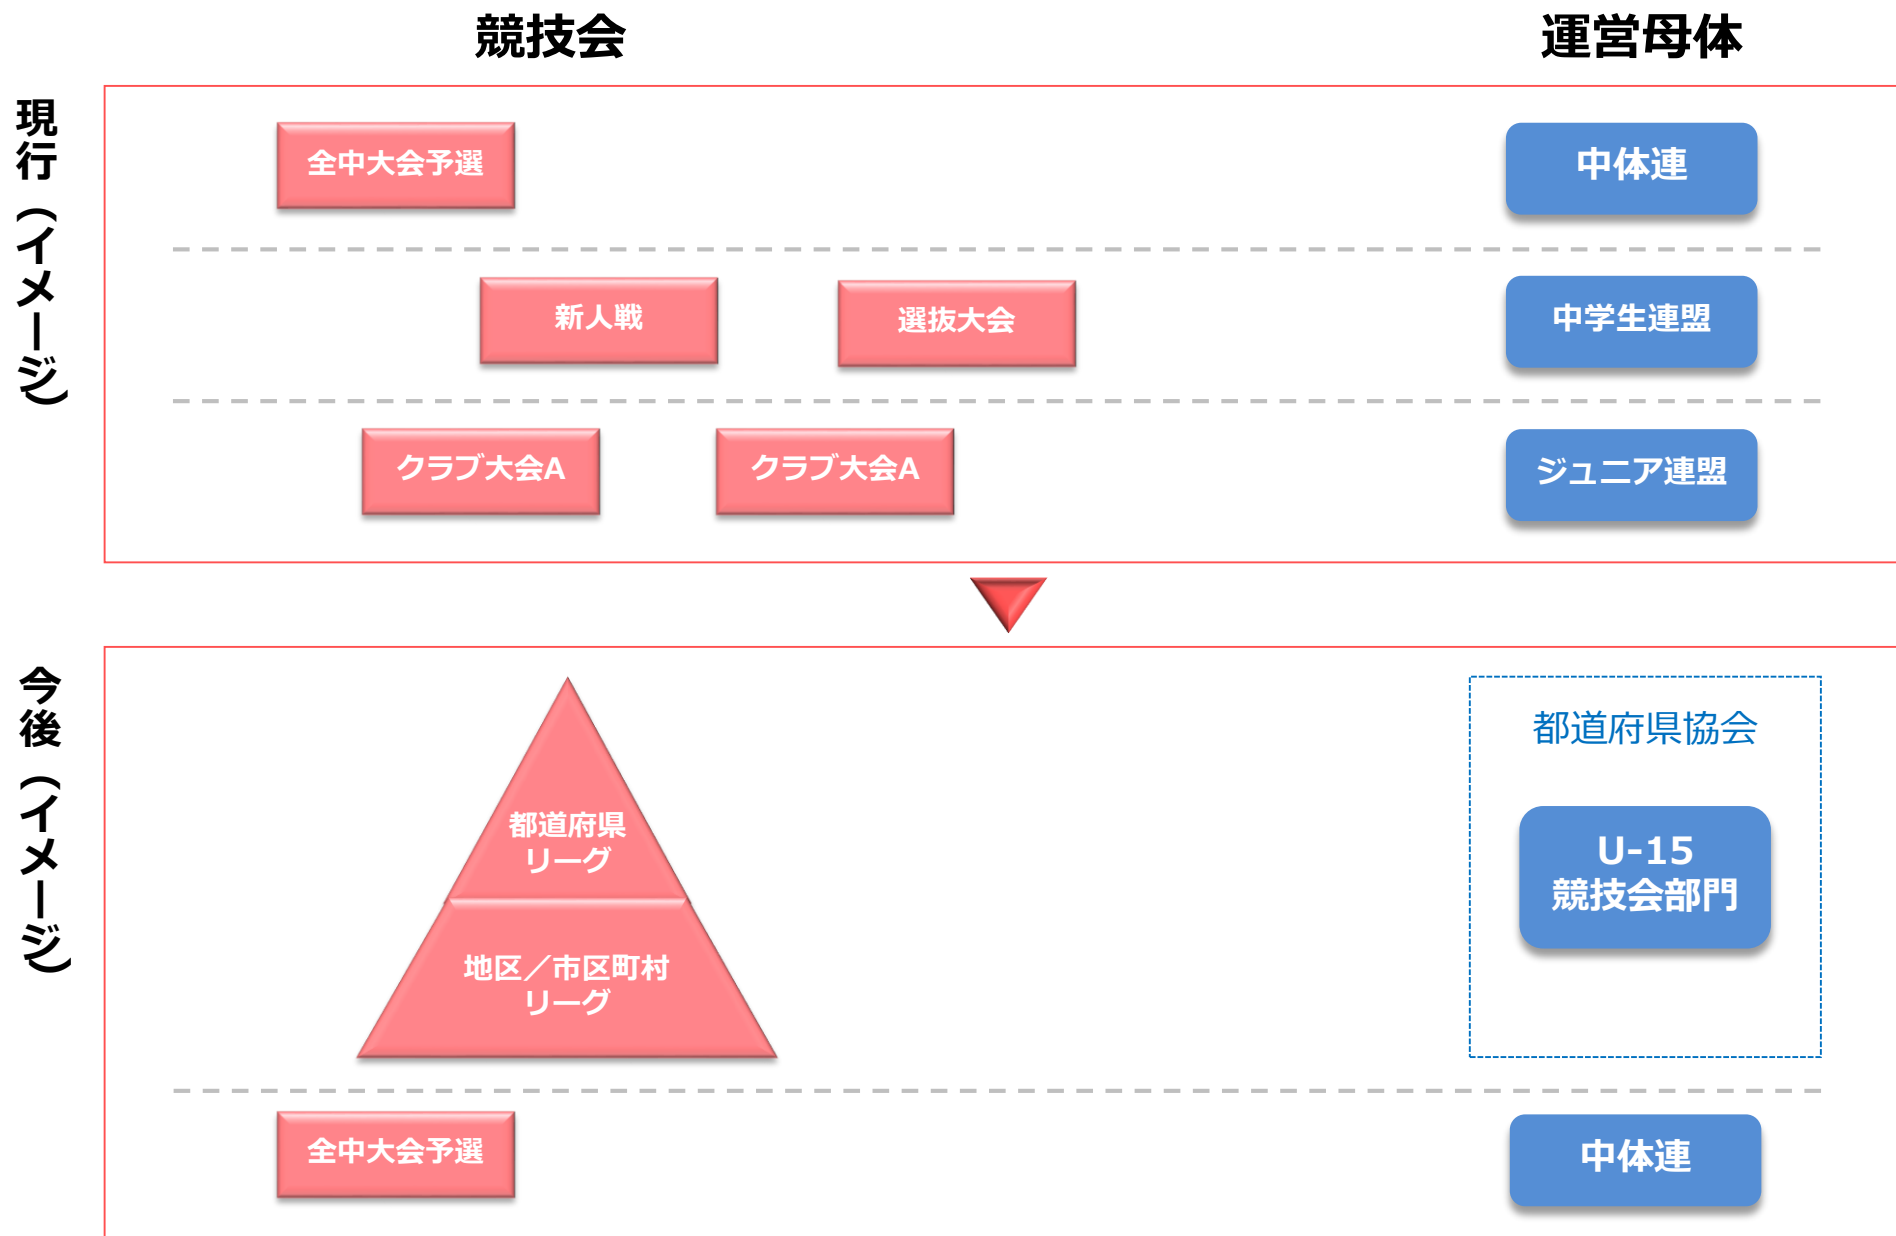 競技会
運営母体
現行（イメージ）
全中大会予選
中体連
新人戦
選抜大会
中学生連盟
クラブ大会A
クラブ大会A
ジュニア連盟
今後（イメージ）
都道府県
リーグ
地区／市区町村
リーグ
都道府県協会
U-15
競技会部門
全中大会予選
中体連